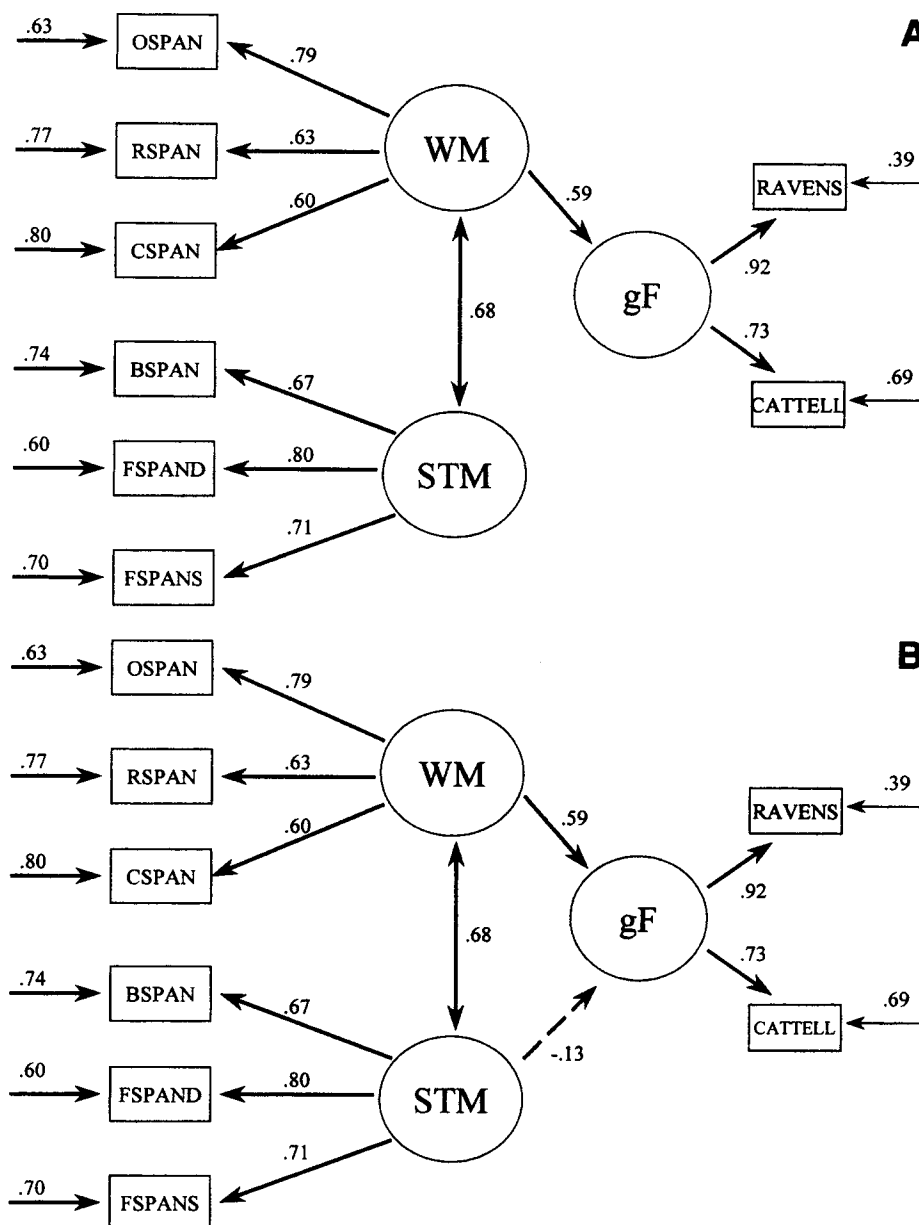 A
.63
OSPAN
.79
.77
RSPAN
.63
WM
.60
.80
CSPAN
.59
RAVENS
.39
.92
gF
.68
.73
CATTELL
.69
.74
BSPAN
.67
.60
FSPAND
.80
STM
.71
.70
FSPANS
B
.63
OSPAN
.79
.77
RSPAN
.63
WM
.60
.80
CSPAN
.59
RAVENS
.39
.92
gF
.68
.73
CATTELL
.69
.74
BSPAN
.67
-.13
.60
FSPAND
.80
STM
.71
.70
FSPANS